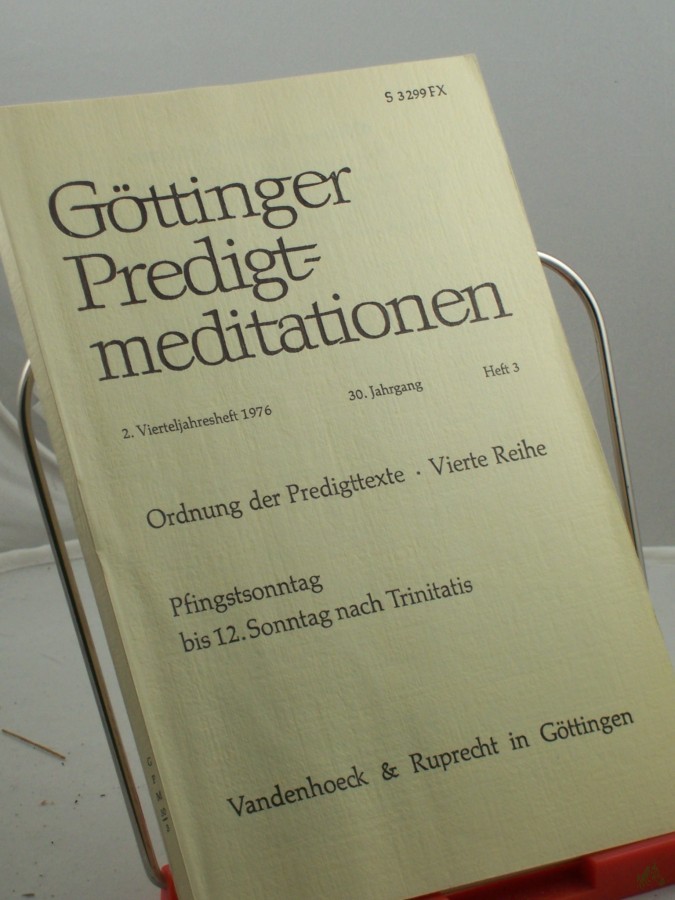 S 3299 FX
Göttinger
Predigt-
meditationen
2. Vierteljahresheft 1976 30. Jahrgang Heft 3
Ordnung der Predigttexte · Vierte Reihe
Pfingstsonntag
bis 12. Sonntag nach Trinitatis
Vandenhoeck & Ruprecht in Göttingen